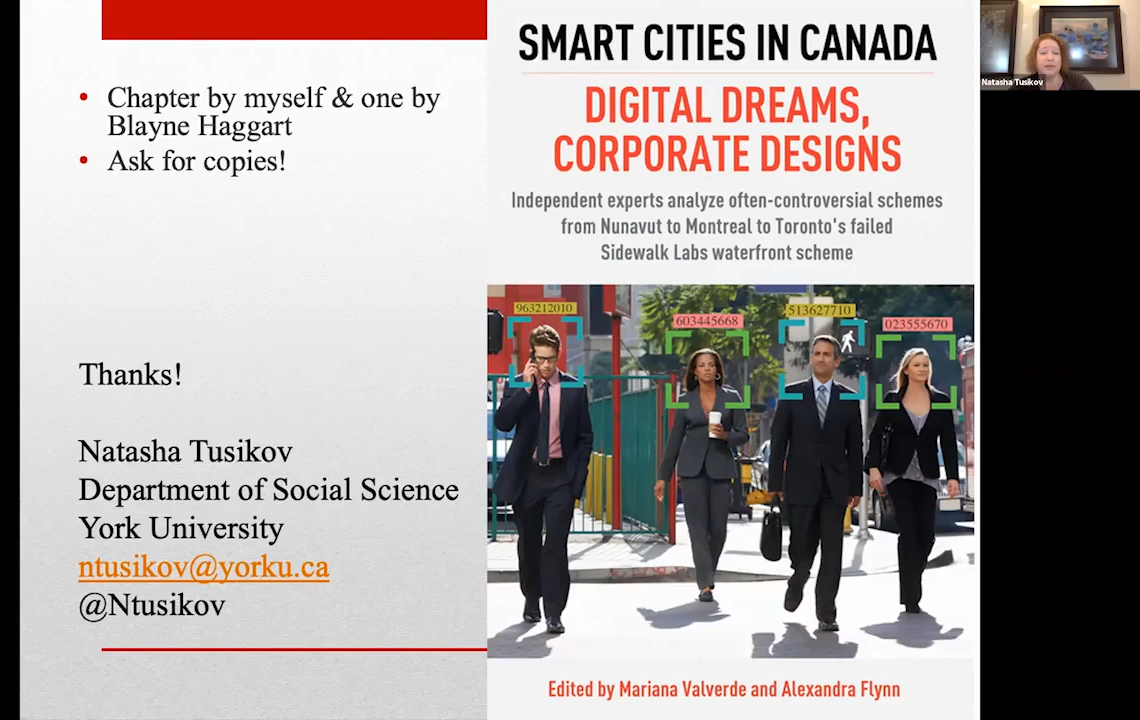 • Chapter by myself & one by
Blayne Haggart
• Ask for copies!
Thanks!
Natasha Tusikov
Department of Social Science
York University
ntusikov@yorku.ca
@Ntusikov
SMART CITIES IN CANADA
DIGITAL DREAMS,
CORPORATE DESIGNS
Independent experts analyze often-controversial schemes
from Nunavut to Montreal to Toronto's failed
Sidewalk Labs waterfront scheme
963212010
603445668
513627710
023555670
Edited by Mariana Valverde and Alexandra Flynn
Natasha Tusikov